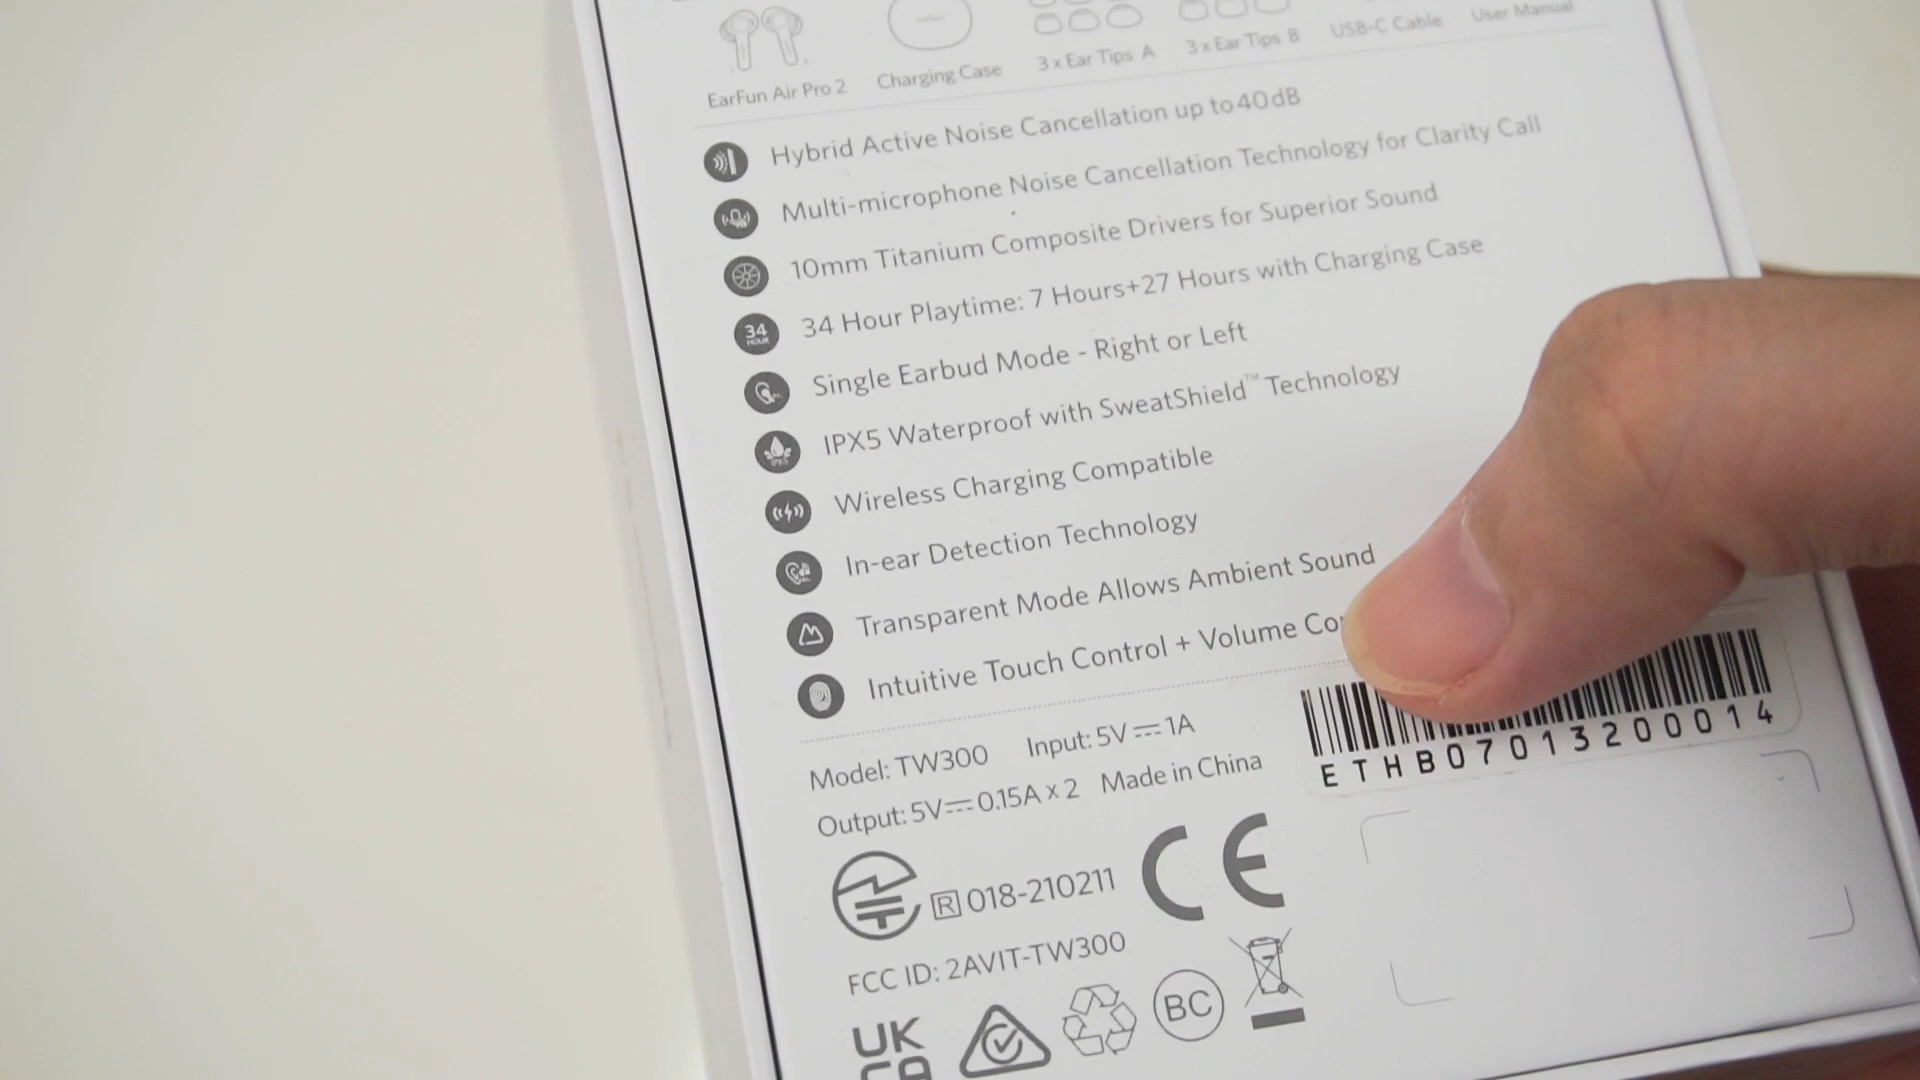 EarFun Air Pro 2 Charging Case 3 x Ear Tips A 3 x Ear Tips B USB-C Cable User Manual
Hybrid Active Noise Cancellation up to 40dB
Multi-microphone Noise Cancellation Technology for Clarity Call
10mm Titanium Composite Drivers for Superior Sound
34 HOUR 34 Hour Playtime: 7 Hours+27 Hours with Charging Case
Single Earbud Mode - Right or Left
IPX5 IPX5 Waterproof with SweatShield™ Technology
Wireless Charging Compatible
In-ear Detection Technology
Transparent Mode Allows Ambient Sound
Intuitive Touch Control + Volume Co
Model: TW300 Input: 5V⎓1A
Output: 5V⎓0.15A x 2 Made in China
ETHB0701320014
R 018-210211 CE
FCC ID: 2AVIT-TW300
UK
CA
BC